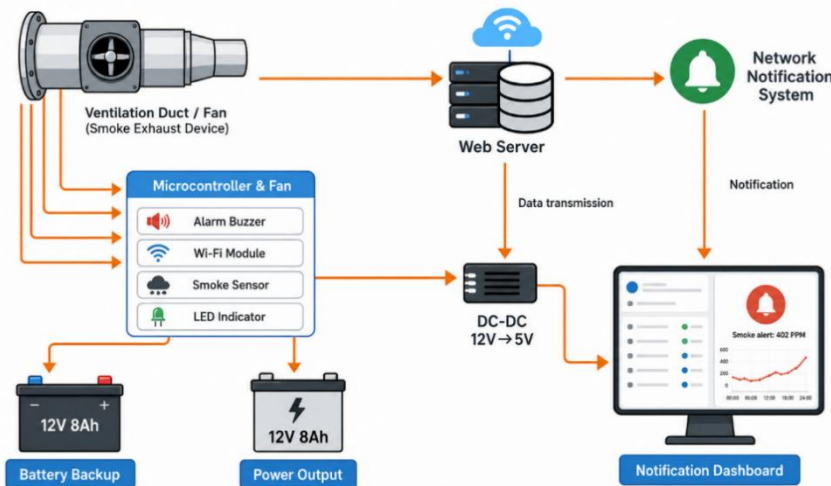 Ventilation Duct / Fan
(Smoke Exhaust Device)
Web Server
Network
Notification
System
Microcontroller & Fan
Alarm Buzzer
Wi-Fi Module
Smoke Sensor
LED Indicator
Data transmission
Notification
DC-DC
12V→5V
Smoke alert: 402 PPM
600
400
200
0
00:00 06:00 12:00 18:00 24:00
− +
12V 8Ah
Battery Backup
12V 8Ah
Power Output
Notification Dashboard